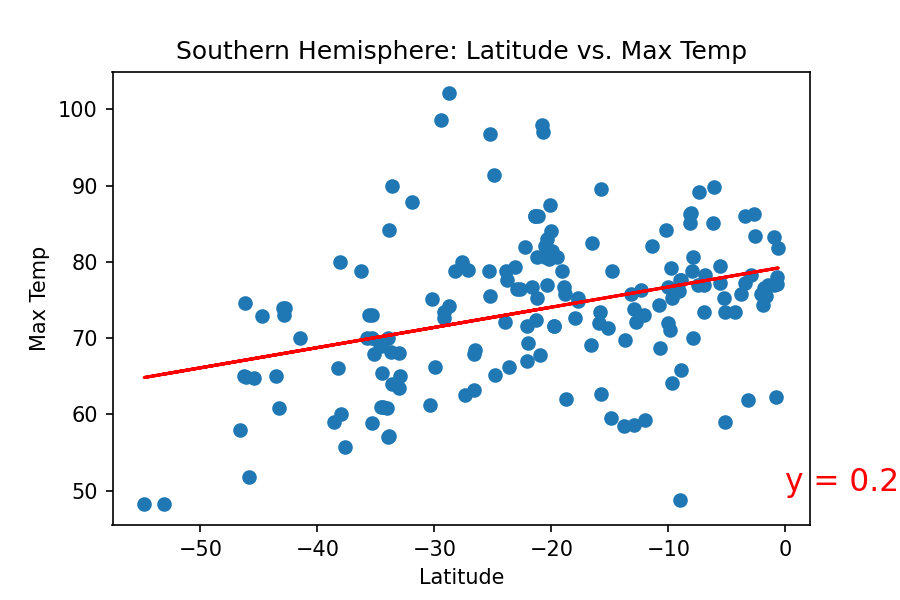 Southern Hemisphere: Latitude vs. Max Temp
Max Temp
100
90
80
70
60
50
y = 0.2
−50 −40 −30 −20 −10 0
Latitude